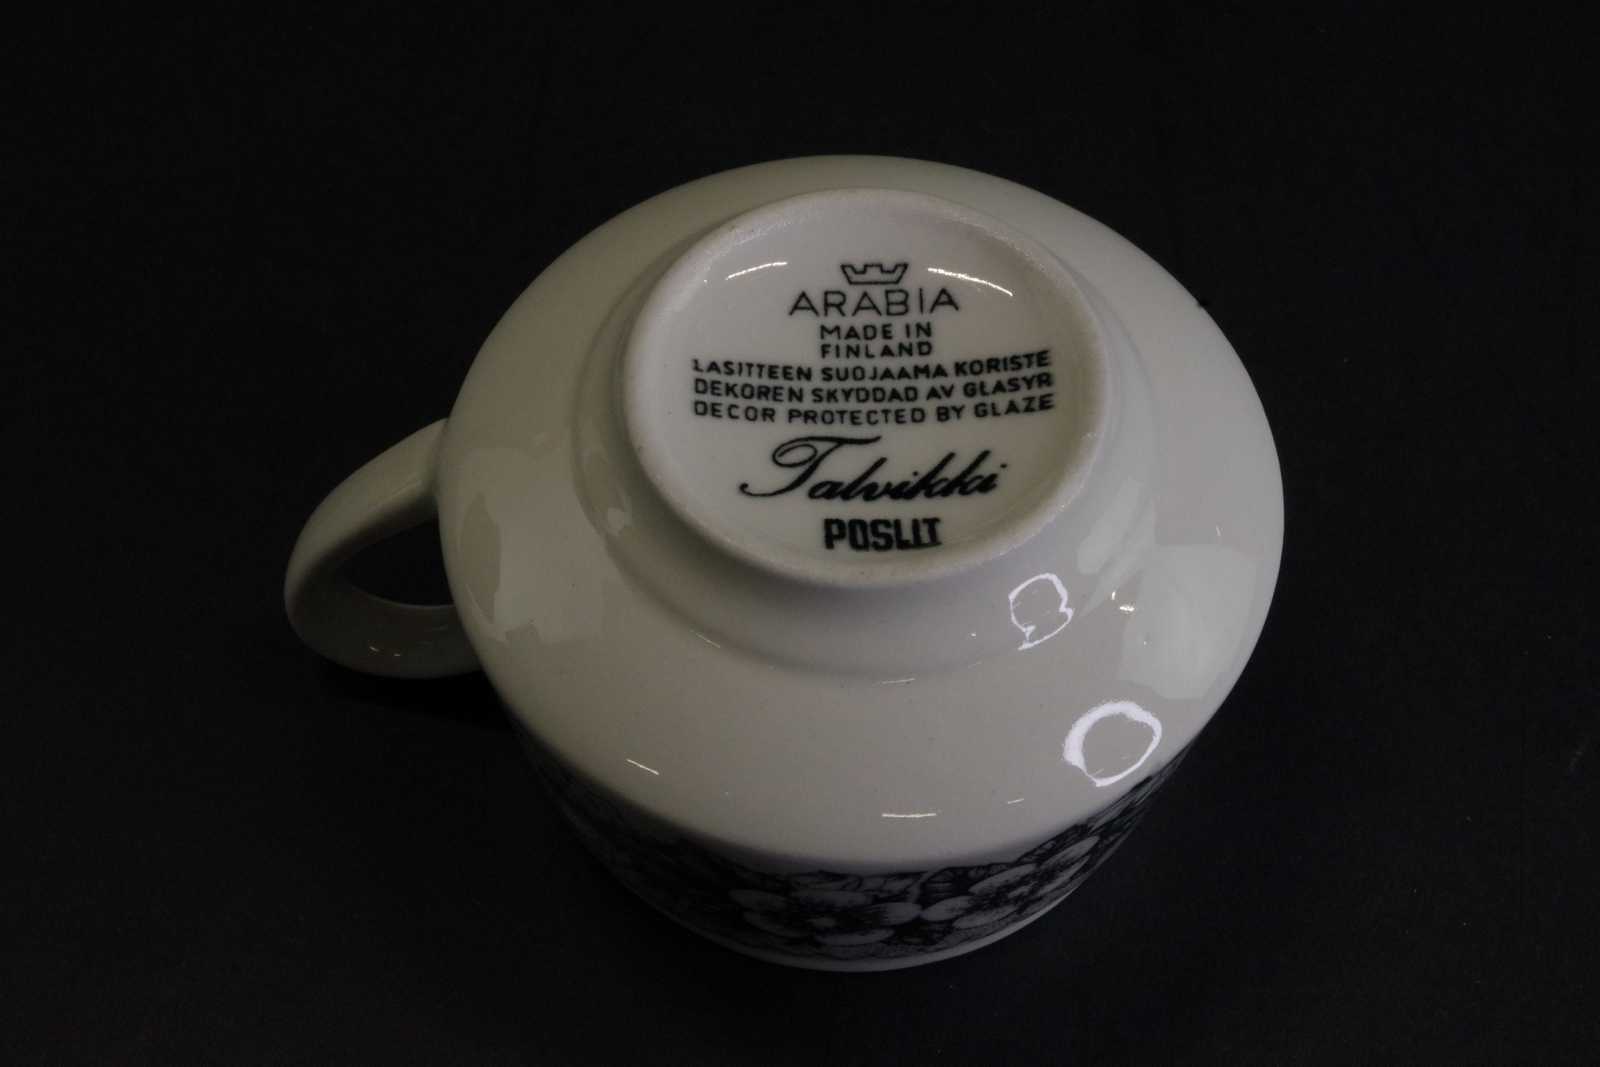 ARABIA
MADE IN
FINLAND
LASITTEEN SUOJAAMA KORISTE
DEKOREN SKYDDAD AV GLASYR
DECOR PROTECTED BY GLAZE
Talvikki
POSLIT